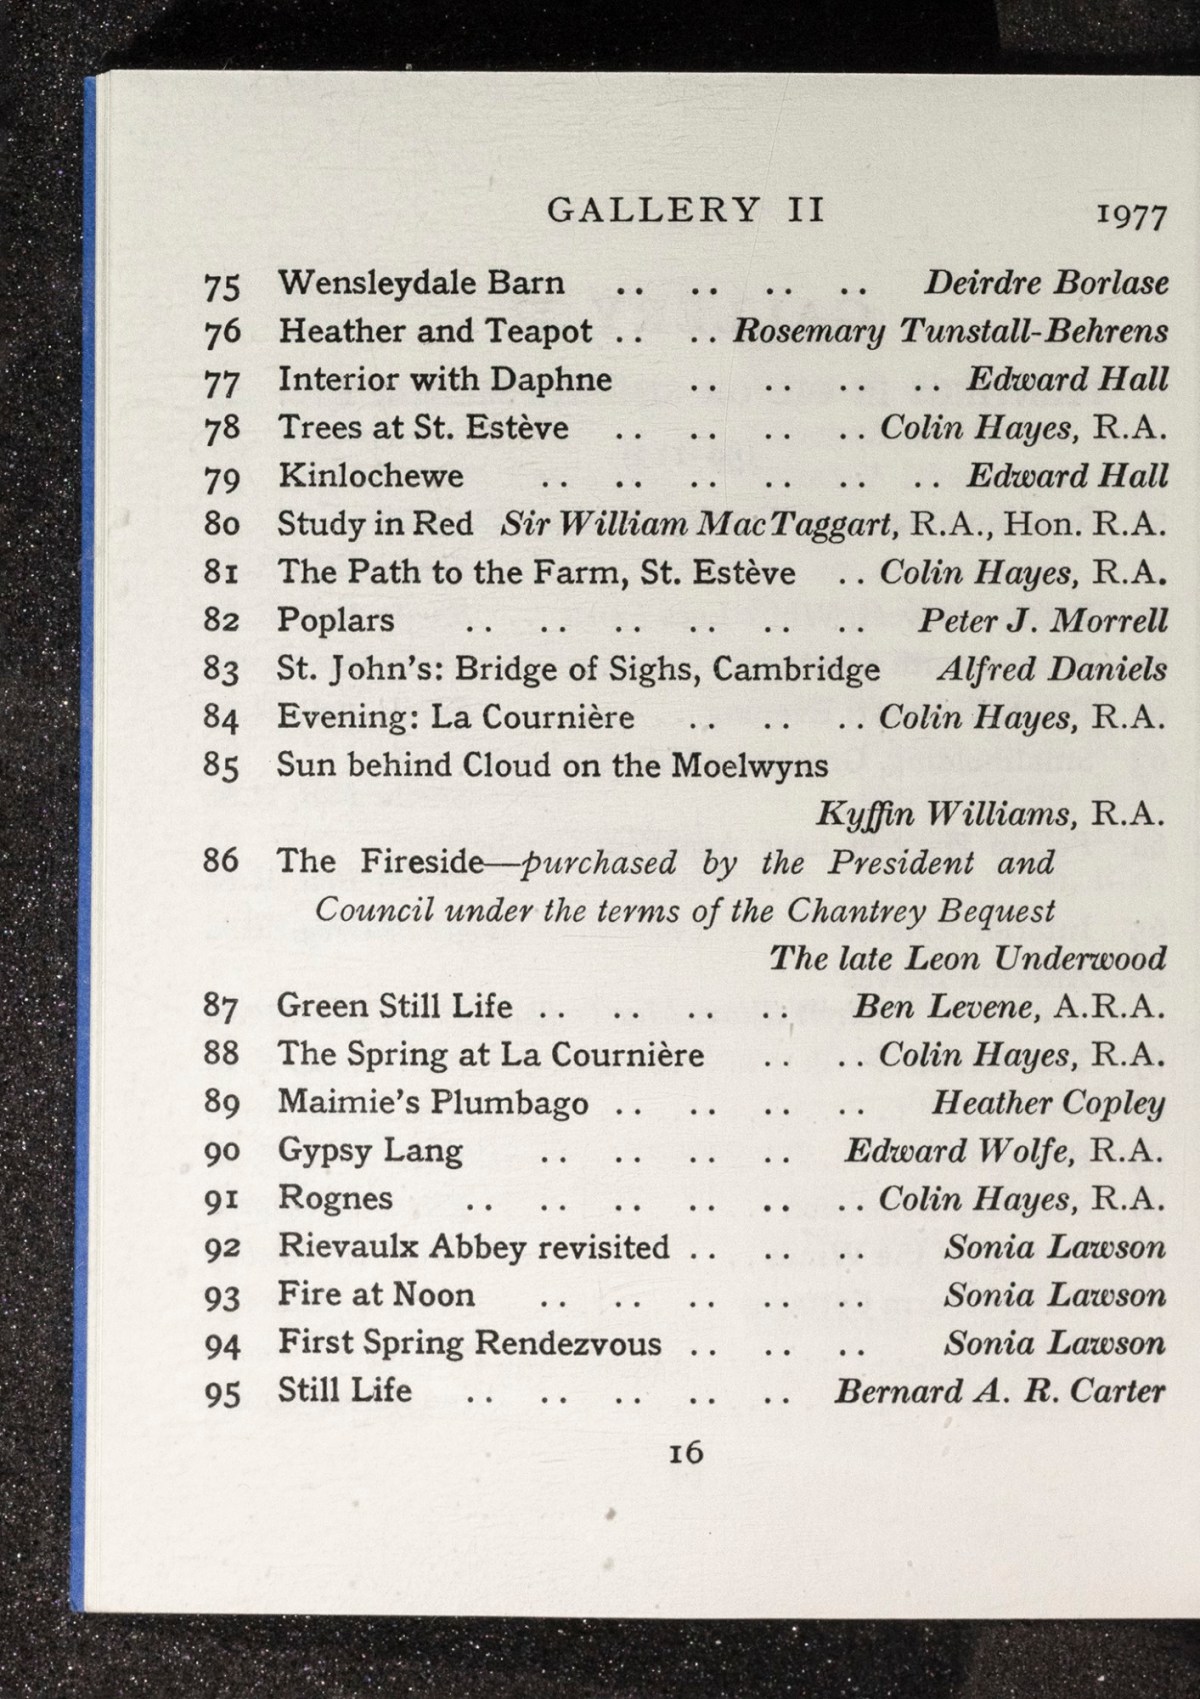 GALLERY II 1977
75 Wensleydale Barn .. .. .. .. Deirdre Borlase
76 Heather and Teapot .. .. Rosemary Tunstall-Behrens
77 Interior with Daphne .. .. .. .. Edward Hall
78 Trees at St. Estève .. .. .. .. Colin Hayes, R.A.
79 Kinlochewe .. .. .. .. .. .. Edward Hall
80 Study in Red Sir William MacTaggart, R.A., Hon. R.A.
81 The Path to the Farm, St. Estève .. Colin Hayes, R.A.
82 Poplars .. .. .. .. .. .. Peter J. Morrell
83 St. John's: Bridge of Sighs, Cambridge Alfred Daniels
84 Evening: La Cournière .. .. .. Colin Hayes, R.A.
85 Sun behind Cloud on the Moelwyns
Kyffin Williams, R.A.
86 The Fireside—purchased by the President and
Council under the terms of the Chantrey Bequest
The late Leon Underwood
87 Green Still Life .. .. .. .. Ben Levene, A.R.A.
88 The Spring at La Cournière .. .. Colin Hayes, R.A.
89 Maimie's Plumbago .. .. .. .. Heather Copley
90 Gypsy Lang .. .. .. .. Edward Wolfe, R.A.
91 Rognes .. .. .. .. .. .. Colin Hayes, R.A.
92 Rievaulx Abbey revisited .. .. .. Sonia Lawson
93 Fire at Noon .. .. .. .. .. Sonia Lawson
94 First Spring Rendezvous .. .. .. Sonia Lawson
95 Still Life .. .. .. .. .. Bernard A. R. Carter
16